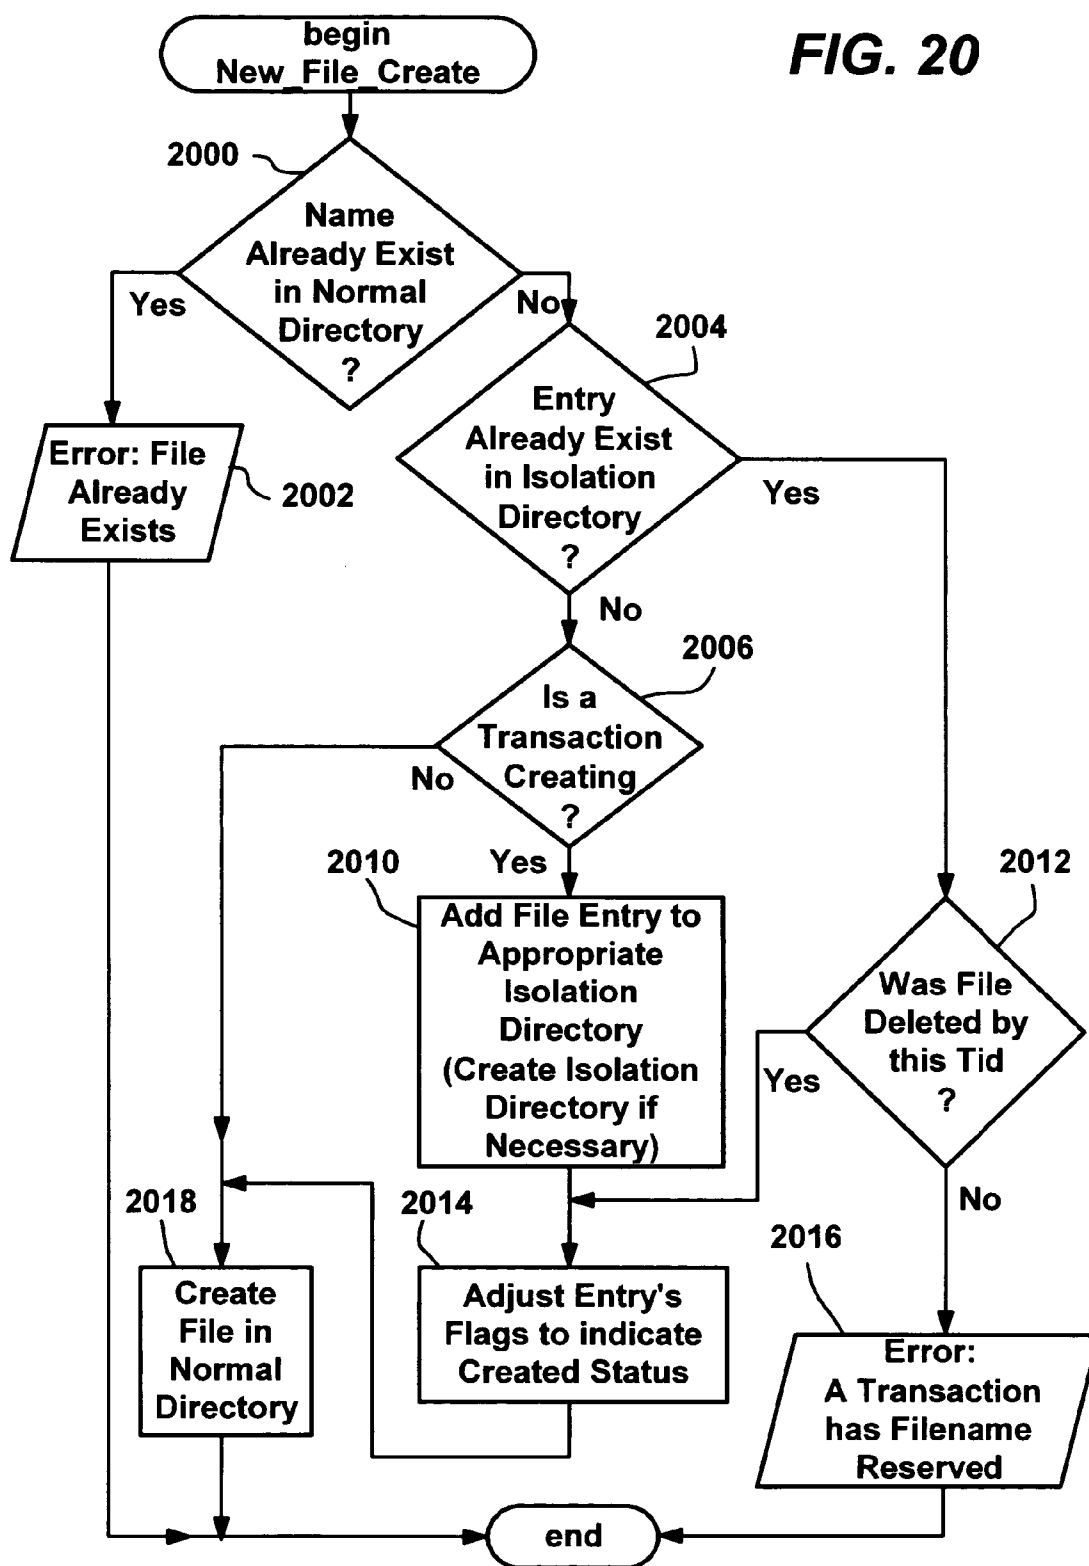 begin
New_File_Create
FIG. 20
2000
Name
Already Exist
in Normal
Directory
?
Yes
No
2004
Error: File
Already
Exists
2002
Entry
Already Exist
in Isolation
Directory
?
Yes
No
2006
Is a
Transaction
Creating
?
No
Yes
2010
Add File Entry to
Appropriate
Isolation
Directory
(Create Isolation
Directory if
Necessary)
2012
Was File
Deleted by
this Tid
?
Yes
No
2018
Create
File in
Normal
Directory
2014
Adjust Entry's
Flags to indicate
Created Status
2016
Error:
A Transaction
has Filename
Reserved
end